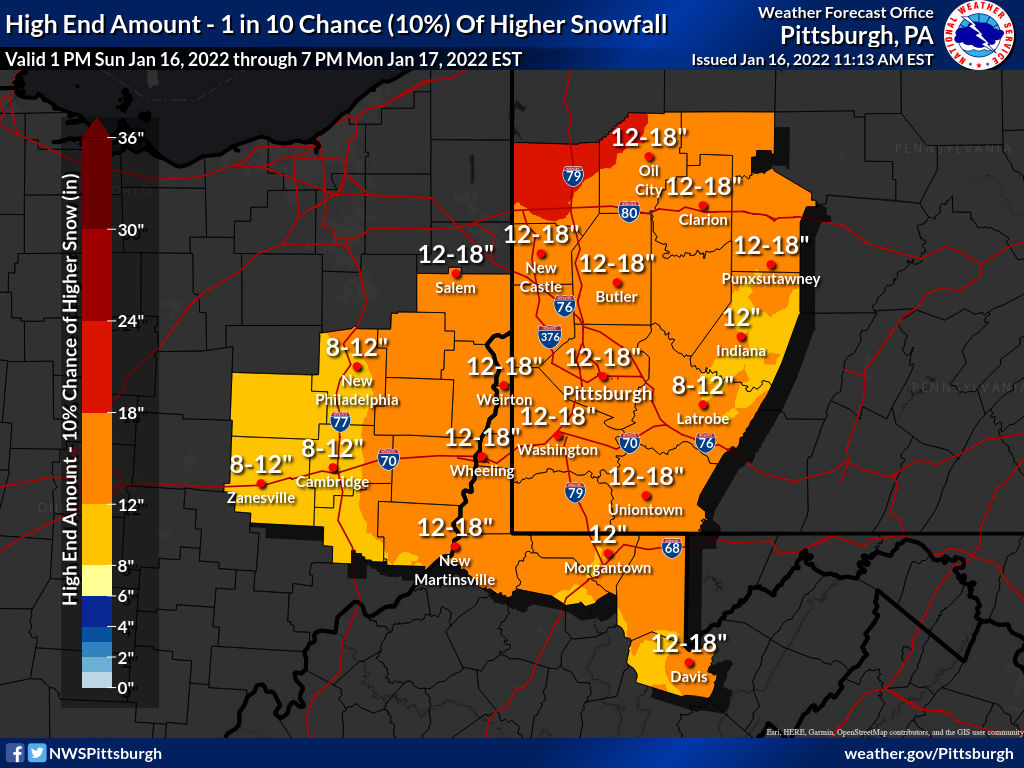 High End Amount - 1 in 10 Chance (10%) Of Higher Snowfall
Valid 1 PM Sun Jan 16, 2022 through 7 PM Mon Jan 17, 2022 EST
Weather Forecast Office
Pittsburgh, PA
Issued Jan 16, 2022 11:13 AM EST
NATIONAL WEATHER SERVICE
High End Amount - 10% Chance of Higher Snow (in)
36"
30"
24"
18"
12"
8"
6"
4"
2"
0"
PENNSYLVANIA
PENNSYLVANIA
12-18"
Oil
City
79
80
12-18"
Clarion
12-18"
New
Castle
12-18"
Punxsutawney
12-18"
Salem
12-18"
Butler
76
376
12"
Indiana
8-12"
New
Philadelphia
12-18"
Weirton
12-18"
Pittsburgh
8-12"
Latrobe
77
12-18"
Washington
70
76
8-12"
Zanesville
8-12"
Cambridge
70
12-18"
Wheeling
79
12-18"
Uniontown
12-18"
New
Martinsville
12"
Morgantown
68
12-18"
Davis
Esri, HERE, Garmin, OpenStreetMap contributors, and the GIS user community
NWSPittsburgh
weather.gov/Pittsburgh